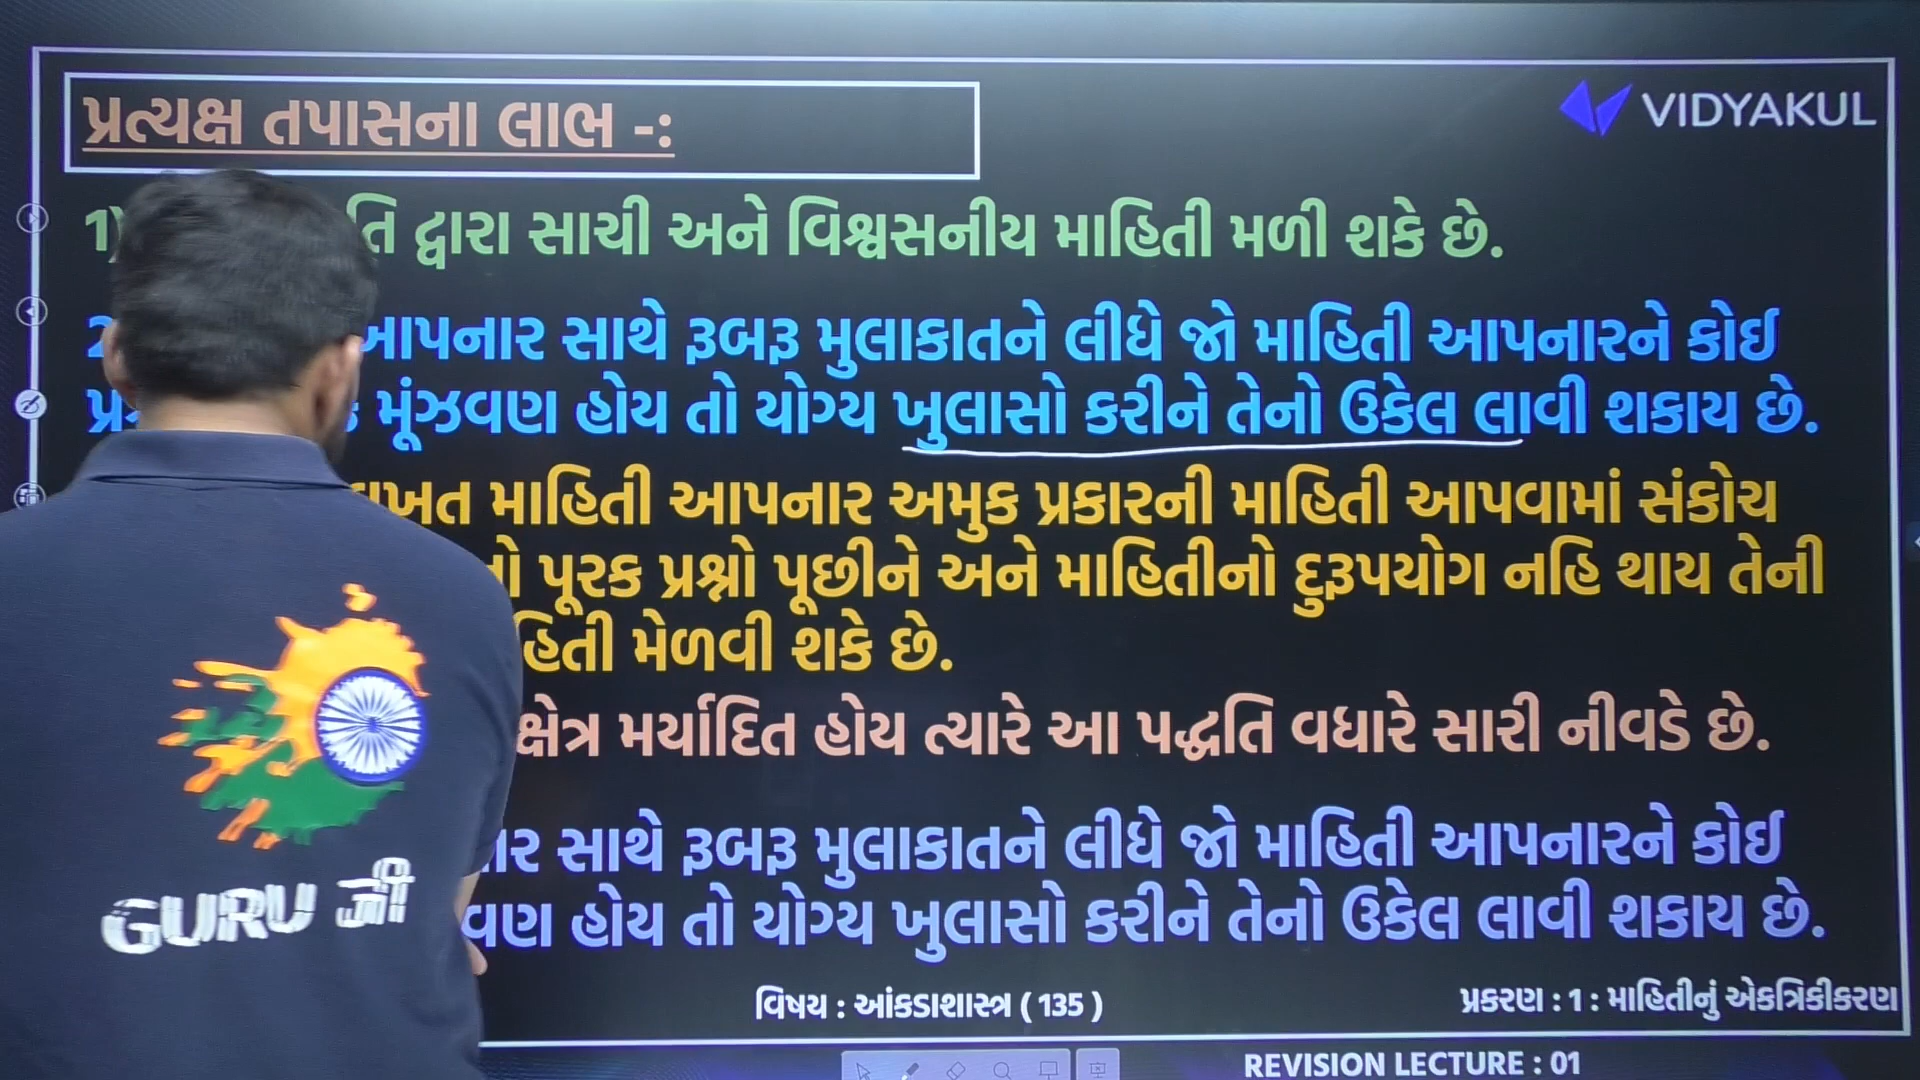 પ્રત્યક્ષ તપાસના લાભ -:
VIDYAKUL
1) દ્વારા સાચી અને વિશ્વસનીય માહિતી મળી શકે છે.
આપનાર સાથે રૂબરૂ મુલાકાતને લીધે જો માહિતી આપનારને કોઈ
મૂંઝવણ હોય તો યોગ્ય ખુલાસો કરીને તેનો ઉકેલ લાવી શકાય છે.
માહિતી આપનાર અમુક પ્રકારની માહિતી આપવામાં સંકોચ
પૂરક પ્રશ્નો પૂછીને અને માહિતીનો દુરૂપયોગ નહિ થાય તેની
મેળવી શકે છે.
ક્ષેત્ર મર્યાદિત હોય ત્યારે આ પદ્ધતિ વધારે સારી નીવડે છે.
સાથે રૂબરૂ મુલાકાતને લીધે જો માહિતી આપનારને કોઈ
હોય તો યોગ્ય ખુલાસો કરીને તેનો ઉકેલ લાવી શકાય છે.
GURU जी
વિષય : આંકડાશાસ્ત્ર ( 135 )
પ્રકરણ : 1 : માહિતીનું એકત્રિકીકરણ
REVISION LECTURE : 01